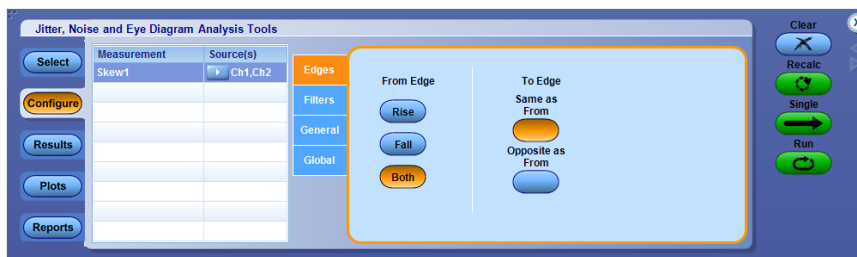 Jitter, Noise and Eye Diagram Analysis Tools
Clear
Select
Measurement
Source(s)
Skew1
Ch1,Ch2
Edges
Recalc
From Edge
To Edge
Configure
Filters
Rise
Same as
From
Single
General
Results
Fall
Opposite as
From
Run
Global
Both
Plots
Reports